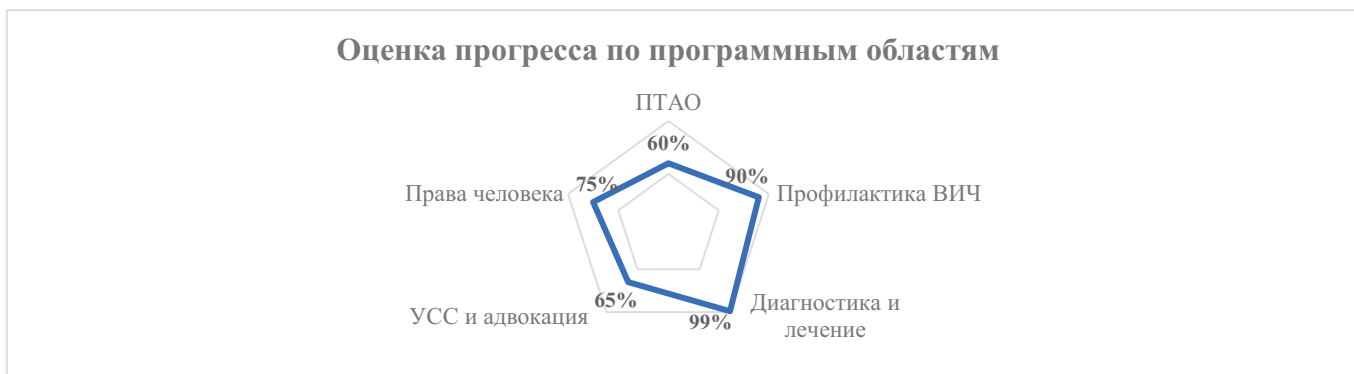 Оценка прогресса по программным областям
ПТАО
60%
90%
75%
Права человека
Профилактика ВИЧ
65%
УСС и адвокация
99%
Диагностика и
лечение